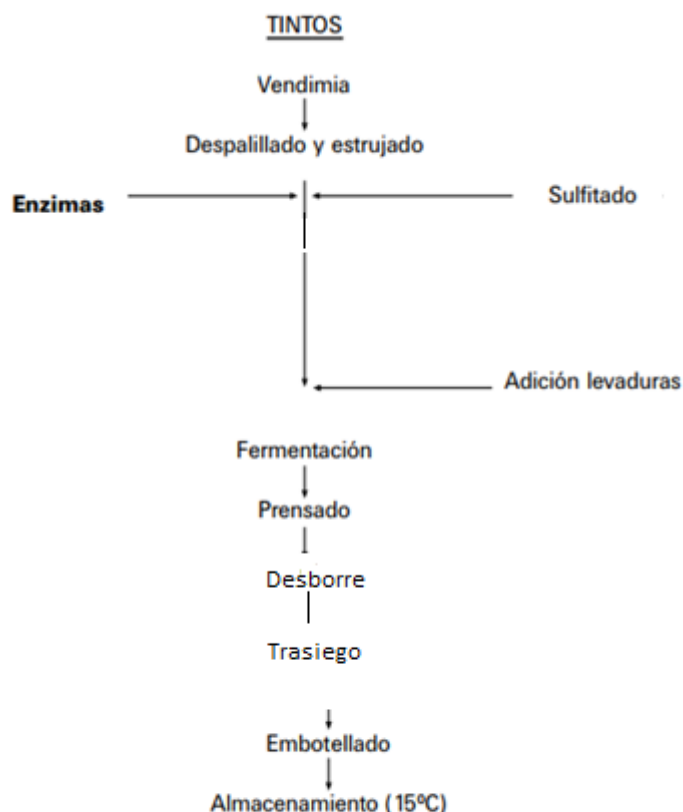 TINTOS
Vendimia
Despalillado y estrujado
Enzimas
Sulfitado
Adición levaduras
Fermentación
Prensado
Desborre
Trasiego
Embotellado
Almacenamiento (15ºC)